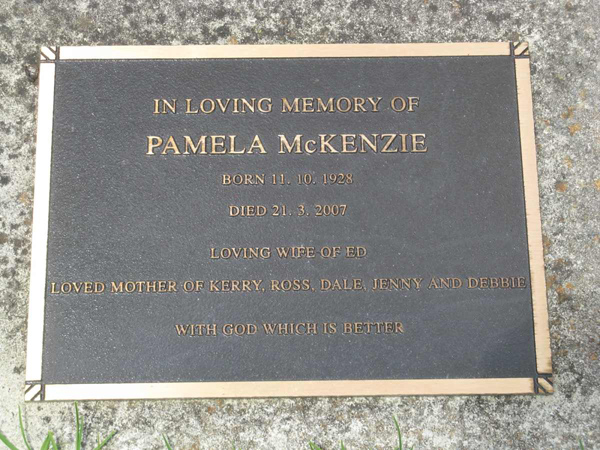 IN LOVING MEMORY OF
PAMELA McKENZIE
BORN 11. 10. 1928
DIED 21. 3. 2007
LOVING WIFE OF ED
LOVED MOTHER OF KERRY, ROSS, DALE, JENNY AND DEBBIE
WITH GOD WHICH IS BETTER